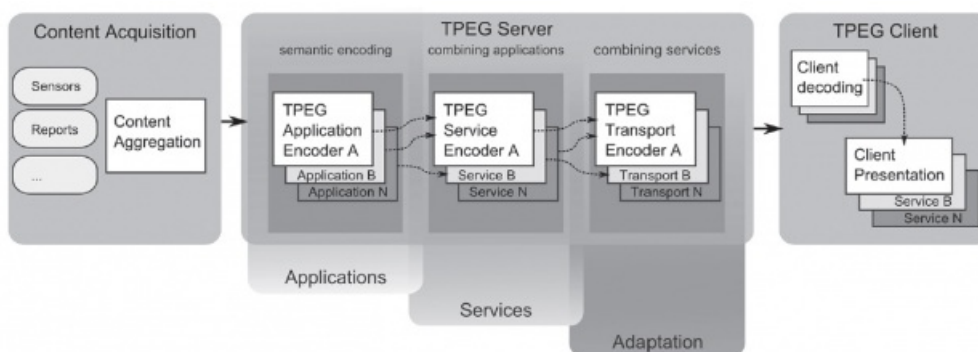 Content Acquisition
Sensors
Reports
...
Content
Aggregation
TPEG Server
semantic encoding
combining applications
combining services
TPEG
Application
Encoder A
Application B
Application N
TPEG
Service
Encoder A
Service B
Service N
TPEG
Transport
Encoder A
Transport B
Transport N
Applications
Services
Adaptation
TPEG Client
Client
decoding
Client
Presentation
Service B
Service N